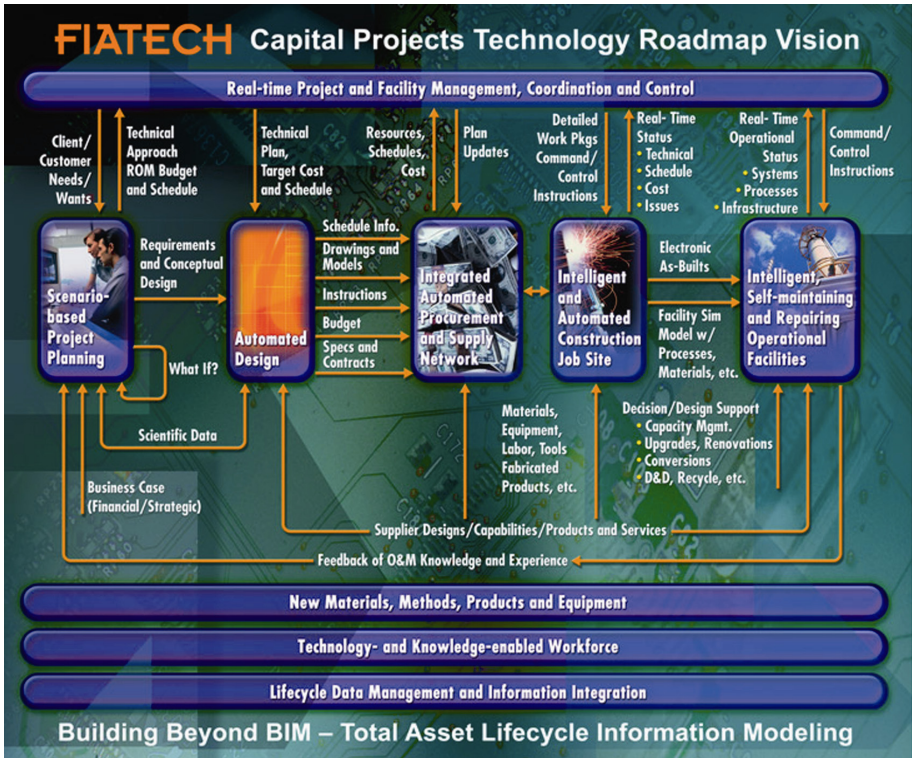 FIATECH Capital Projects Technology Roadmap Vision
Real-time Project and Facility Management, Coordination and Control
Client/
Customer
Needs/
Wants
Technical
Approach
ROM Budget
and Schedule
Technical
Plan,
Target Cost
and Schedule
Resources,
Schedules,
Cost
Plan
Updates
Detailed
Work Pkgs
Command/
Control
Instructions
Real- Time
Status
• Technical
• Schedule
• Cost
• Issues
Real- Time
Operational
Status
• Systems
• Processes
• Infrastructure
Command/
Control
Instructions
Scenario-
based
Project
Planning
Requirements
and Conceptual
Design
What If?
Automated
Design
Schedule Info.
Drawings and
Models
Instructions
Budget
Specs and
Contracts
Integrated
Automated
Procurement
and Supply
Network
Intelligent
and
Automated
Construction
Job Site
Electronic
As-Builts
Facility Sim
Model w/
Processes,
Materials, etc.
Intelligent,
Self-maintaining
and Repairing
Operational
Facilities
Scientific Data
Business Case
(Financial/Strategic)
Materials,
Equipment,
Labor, Tools
Fabricated
Products, etc.
Decision/Design Support
• Capacity Mgmt.
• Upgrades, Renovations
• Conversions
• D&D, Recycle, etc.
Supplier Designs/Capabilities/Products and Services
Feedback of O&M Knowledge and Experience
New Materials, Methods, Products and Equipment
Technology- and Knowledge-enabled Workforce
Lifecycle Data Management and Information Integration
Building Beyond BIM – Total Asset Lifecycle Information Modeling